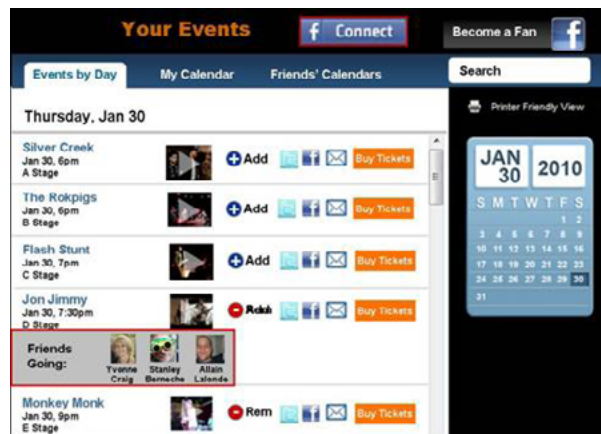 Your Events
f Connect
Become a Fan
f
Events by Day
My Calendar
Friends' Calendars
Search
Thursday, Jan 30
Printer Friendly View
Silver Creek
Jan 30, 6pm
A Stage
Add
Buy Tickets
The Rokpigs
Jan 30, 6pm
B Stage
Add
Buy Tickets
Flash Stunt
Jan 30, 7pm
C Stage
Add
Buy Tickets
Jon Jimmy
Jan 30, 7:30pm
D Stage
Buy Tickets
Friends
Going:
Yvonne
Craig
Stanley
Berneche
Allain
Lalonde
Monkey Monk
Jan 30, 9pm
E Stage
Rem
Buy Tickets
JAN
30
2010
S M T W T F S
1 2
3 4 5 6 7 8 9
10 11 12 13 14 15 16
17 18 19 20 21 22 23
24 25 26 27 28 29 30
31